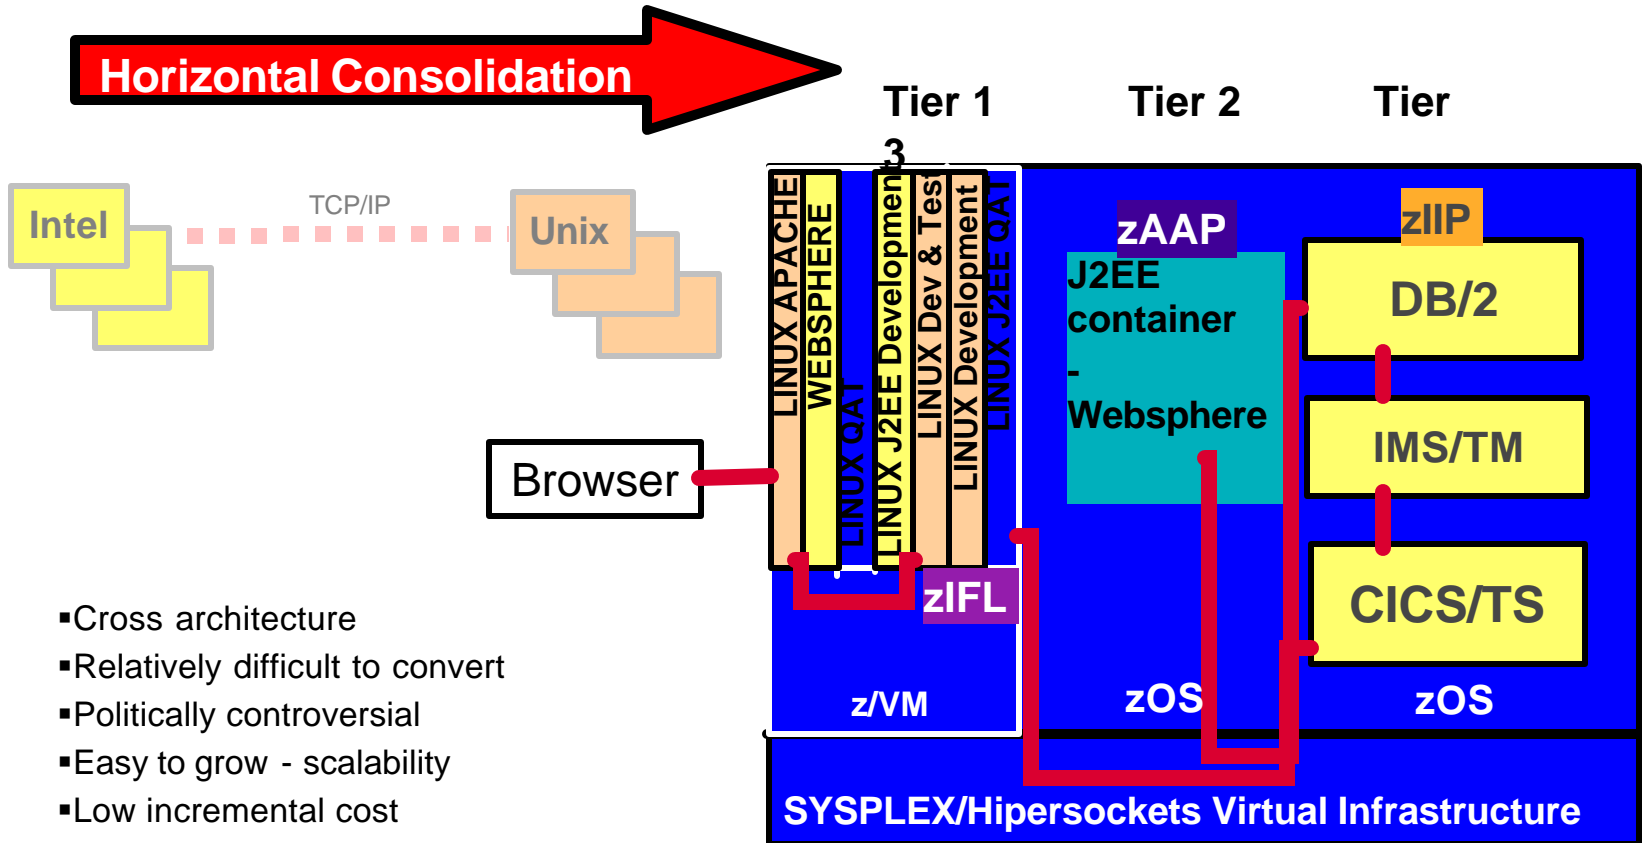 Horizontal Consolidation
Tier 1 Tier 2 Tier
3
Intel
TCP/IP
Unix
LINUX APACHE
WEBSPHERE
LINUX QAT
LINUX J2EE Development
LINUX Dev & Test
LINUX Development
LINUX J2EE QAT
zAAP
J2EE
container
-
Websphere
zIIP
DB/2
IMS/TM
CICS/TS
Browser
zIFL
z/VM
zOS
zOS
SYSPLEX/Hipersockets Virtual Infrastructure
▪Cross architecture
▪Relatively difficult to convert
▪Politically controversial
▪Easy to grow - scalability
▪Low incremental cost